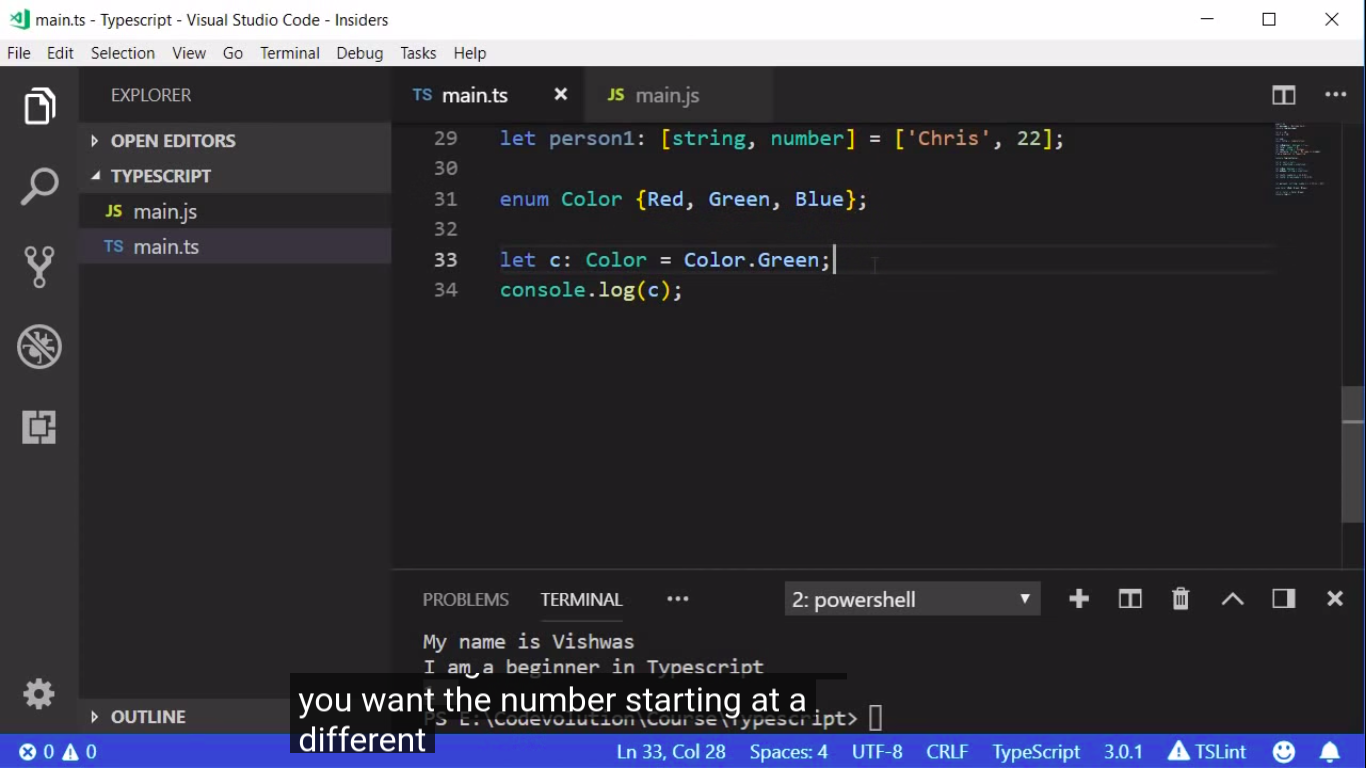 main.ts - Typescript - Visual Studio Code - Insiders
File Edit Selection View Go Terminal Debug Tasks Help
EXPLORER
OPEN EDITORS
TYPESCRIPT
JS main.js
TS main.ts
OUTLINE
TS main.ts
JS main.js
29 let person1: [string, number] = ['Chris', 22];
30
31 enum Color {Red, Green, Blue};
32
33 let c: Color = Color.Green;
34 console.log(c);
PROBLEMS TERMINAL 2: powershell
My name is Vishwas
I am a beginner in Typescript
PS E:\Codevolution\Course\Typescript>
you want the number starting at a
different
0 0 Ln 33, Col 28 Spaces: 4 UTF-8 CRLF TypeScript 3.0.1 TSLint